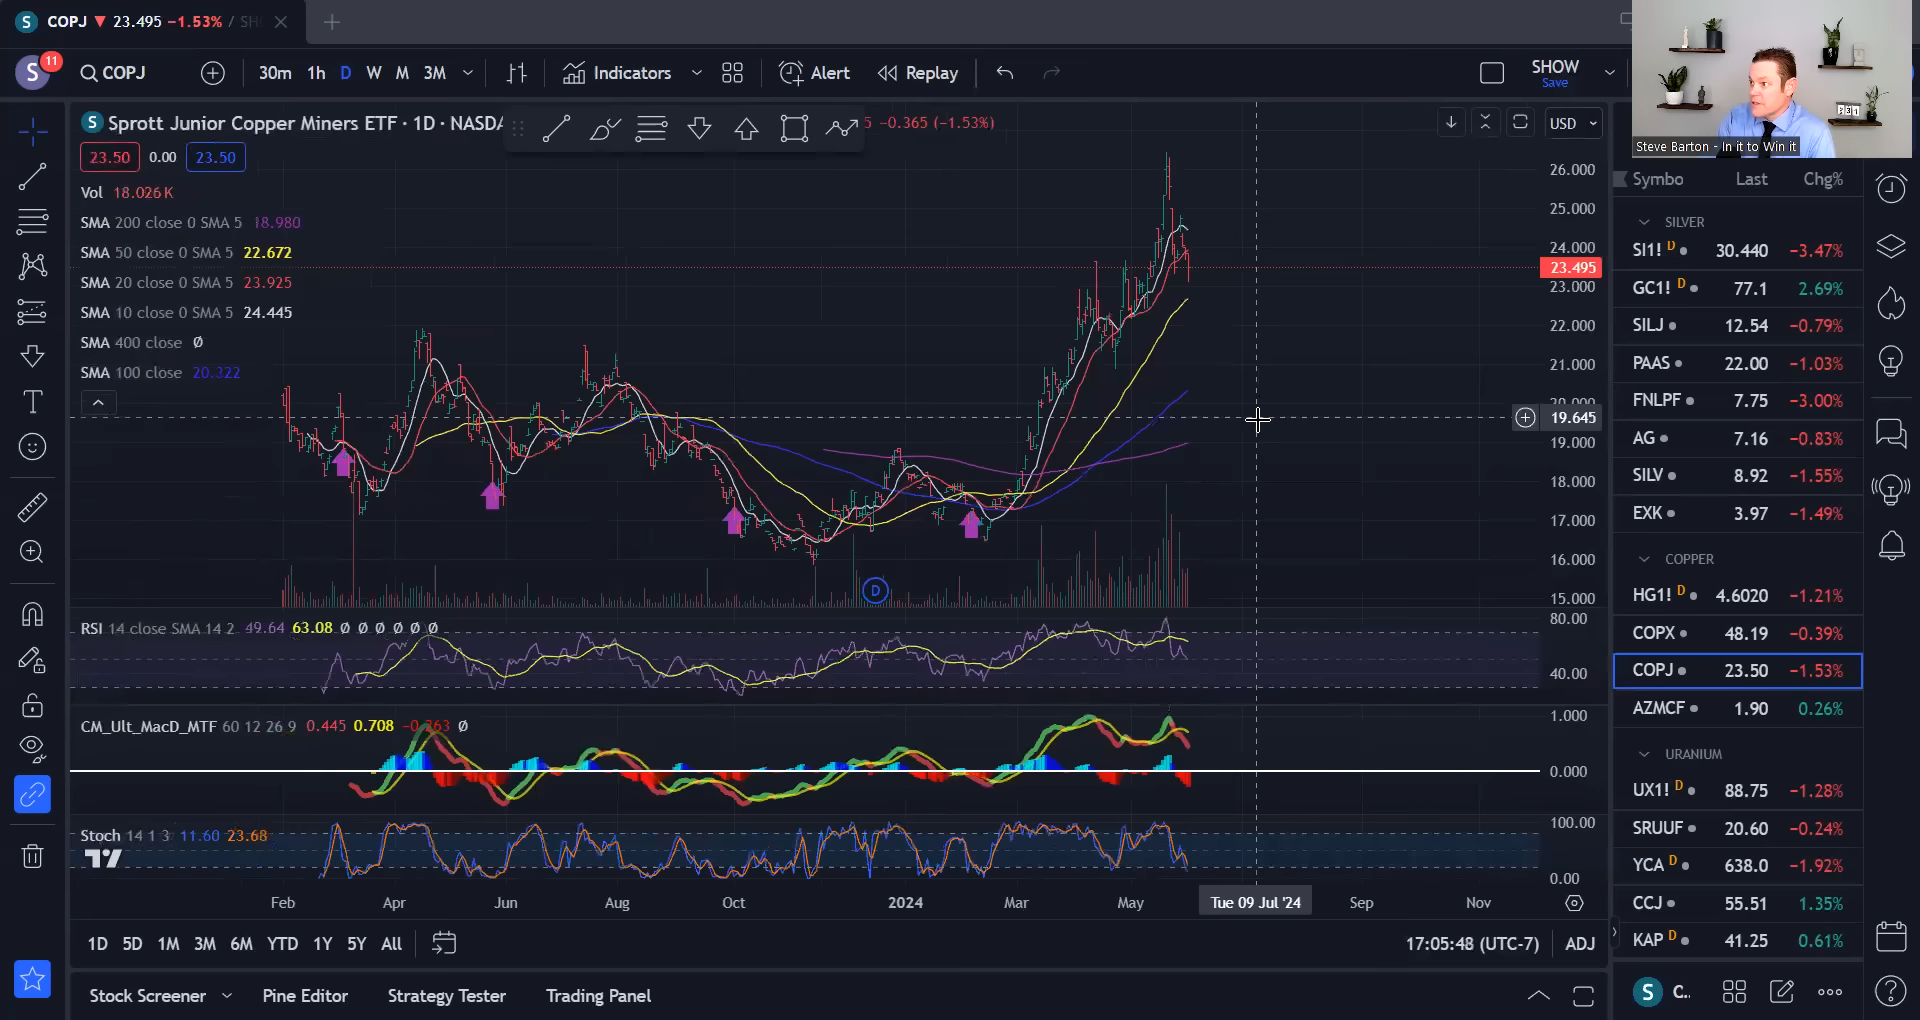 S COPJ ▼ 23.495 −1.53% / SH
S 11 COPJ 30m 1h D W M 3M Indicators Alert Replay SHOW
Save
Steve Barton - In it to Win it
S Sprott Junior Copper Miners ETF · 1D · NASDA 5 −0.365 (−1.53%) USD
23.50 0.00 23.50
Vol 18.026 K
SMA 200 close 0 SMA 5 18.980
SMA 50 close 0 SMA 5 22.672
SMA 20 close 0 SMA 5 23.925
SMA 10 close 0 SMA 5 24.445
SMA 400 close Ø
SMA 100 close 20.322
26.000
25.000
24.000
23.495
23.000
22.000
21.000
20.000
19.645
19.000
18.000
17.000
16.000
15.000
D
RSI 14 close SMA 14 2 49.64 63.08 Ø Ø Ø Ø Ø Ø
80.00
40.00
CM_Ult_MacD_MTF 60 12 26 9 0.445 0.708 −0.263 Ø
1.000
0.000
Stoch 14 1 3 11.60 23.68
100.00
0.00
Feb Apr Jun Aug Oct 2024 Mar May Tue 09 Jul '24 Sep Nov
1D 5D 1M 3M 6M YTD 1Y 5Y All 17:05:48 (UTC-7) ADJ
Stock Screener Pine Editor Strategy Tester Trading Panel
Symbo Last Chg%
SILVER
SI1! D 30.440 −3.47%
GC1! D 77.1 2.69%
SILJ 12.54 −0.79%
PAAS 22.00 −1.03%
FNLPF 7.75 −3.00%
AG 7.16 −0.83%
SILV 8.92 −1.55%
EXK 3.97 −1.49%
COPPER
HG1! D 4.6020 −1.21%
COPX 48.19 −0.39%
COPJ 23.50 −1.53%
AZMCF 1.90 0.26%
URANIUM
UX1! D 88.75 −1.28%
SRUUF 20.60 −0.24%
YCA D 638.0 −1.92%
CCJ 55.51 1.35%
KAP D 41.25 0.61%
S C..